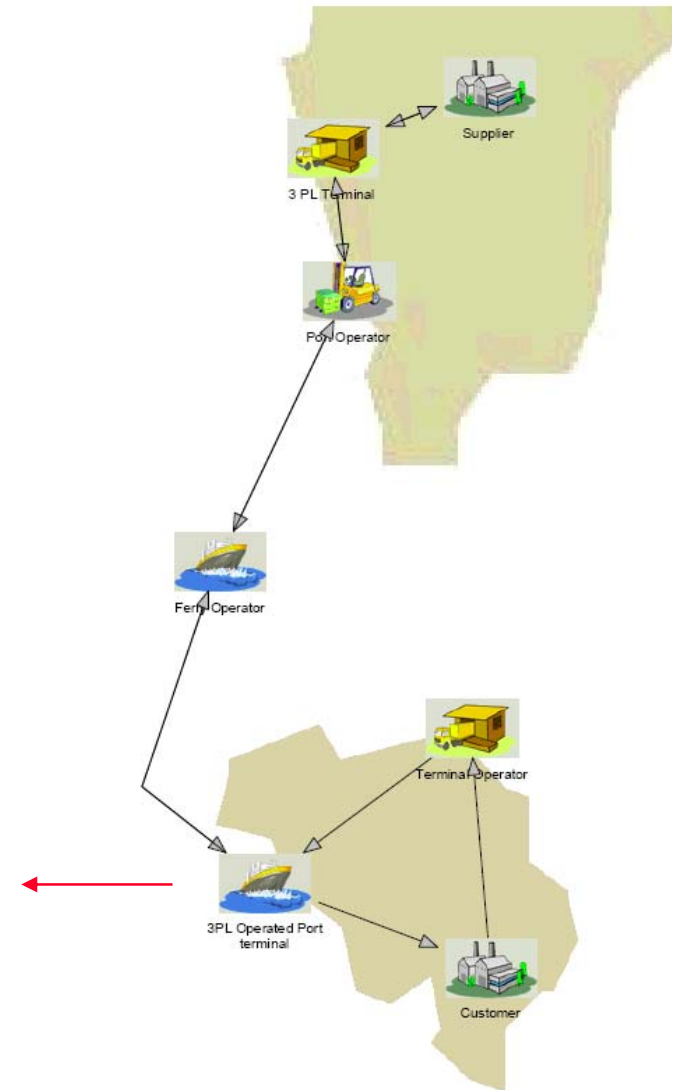 Supplier
3 PL Terminal
Port Operator
Ferry Operator
Terminal Operator
3PL Operated Port
terminal
Customer